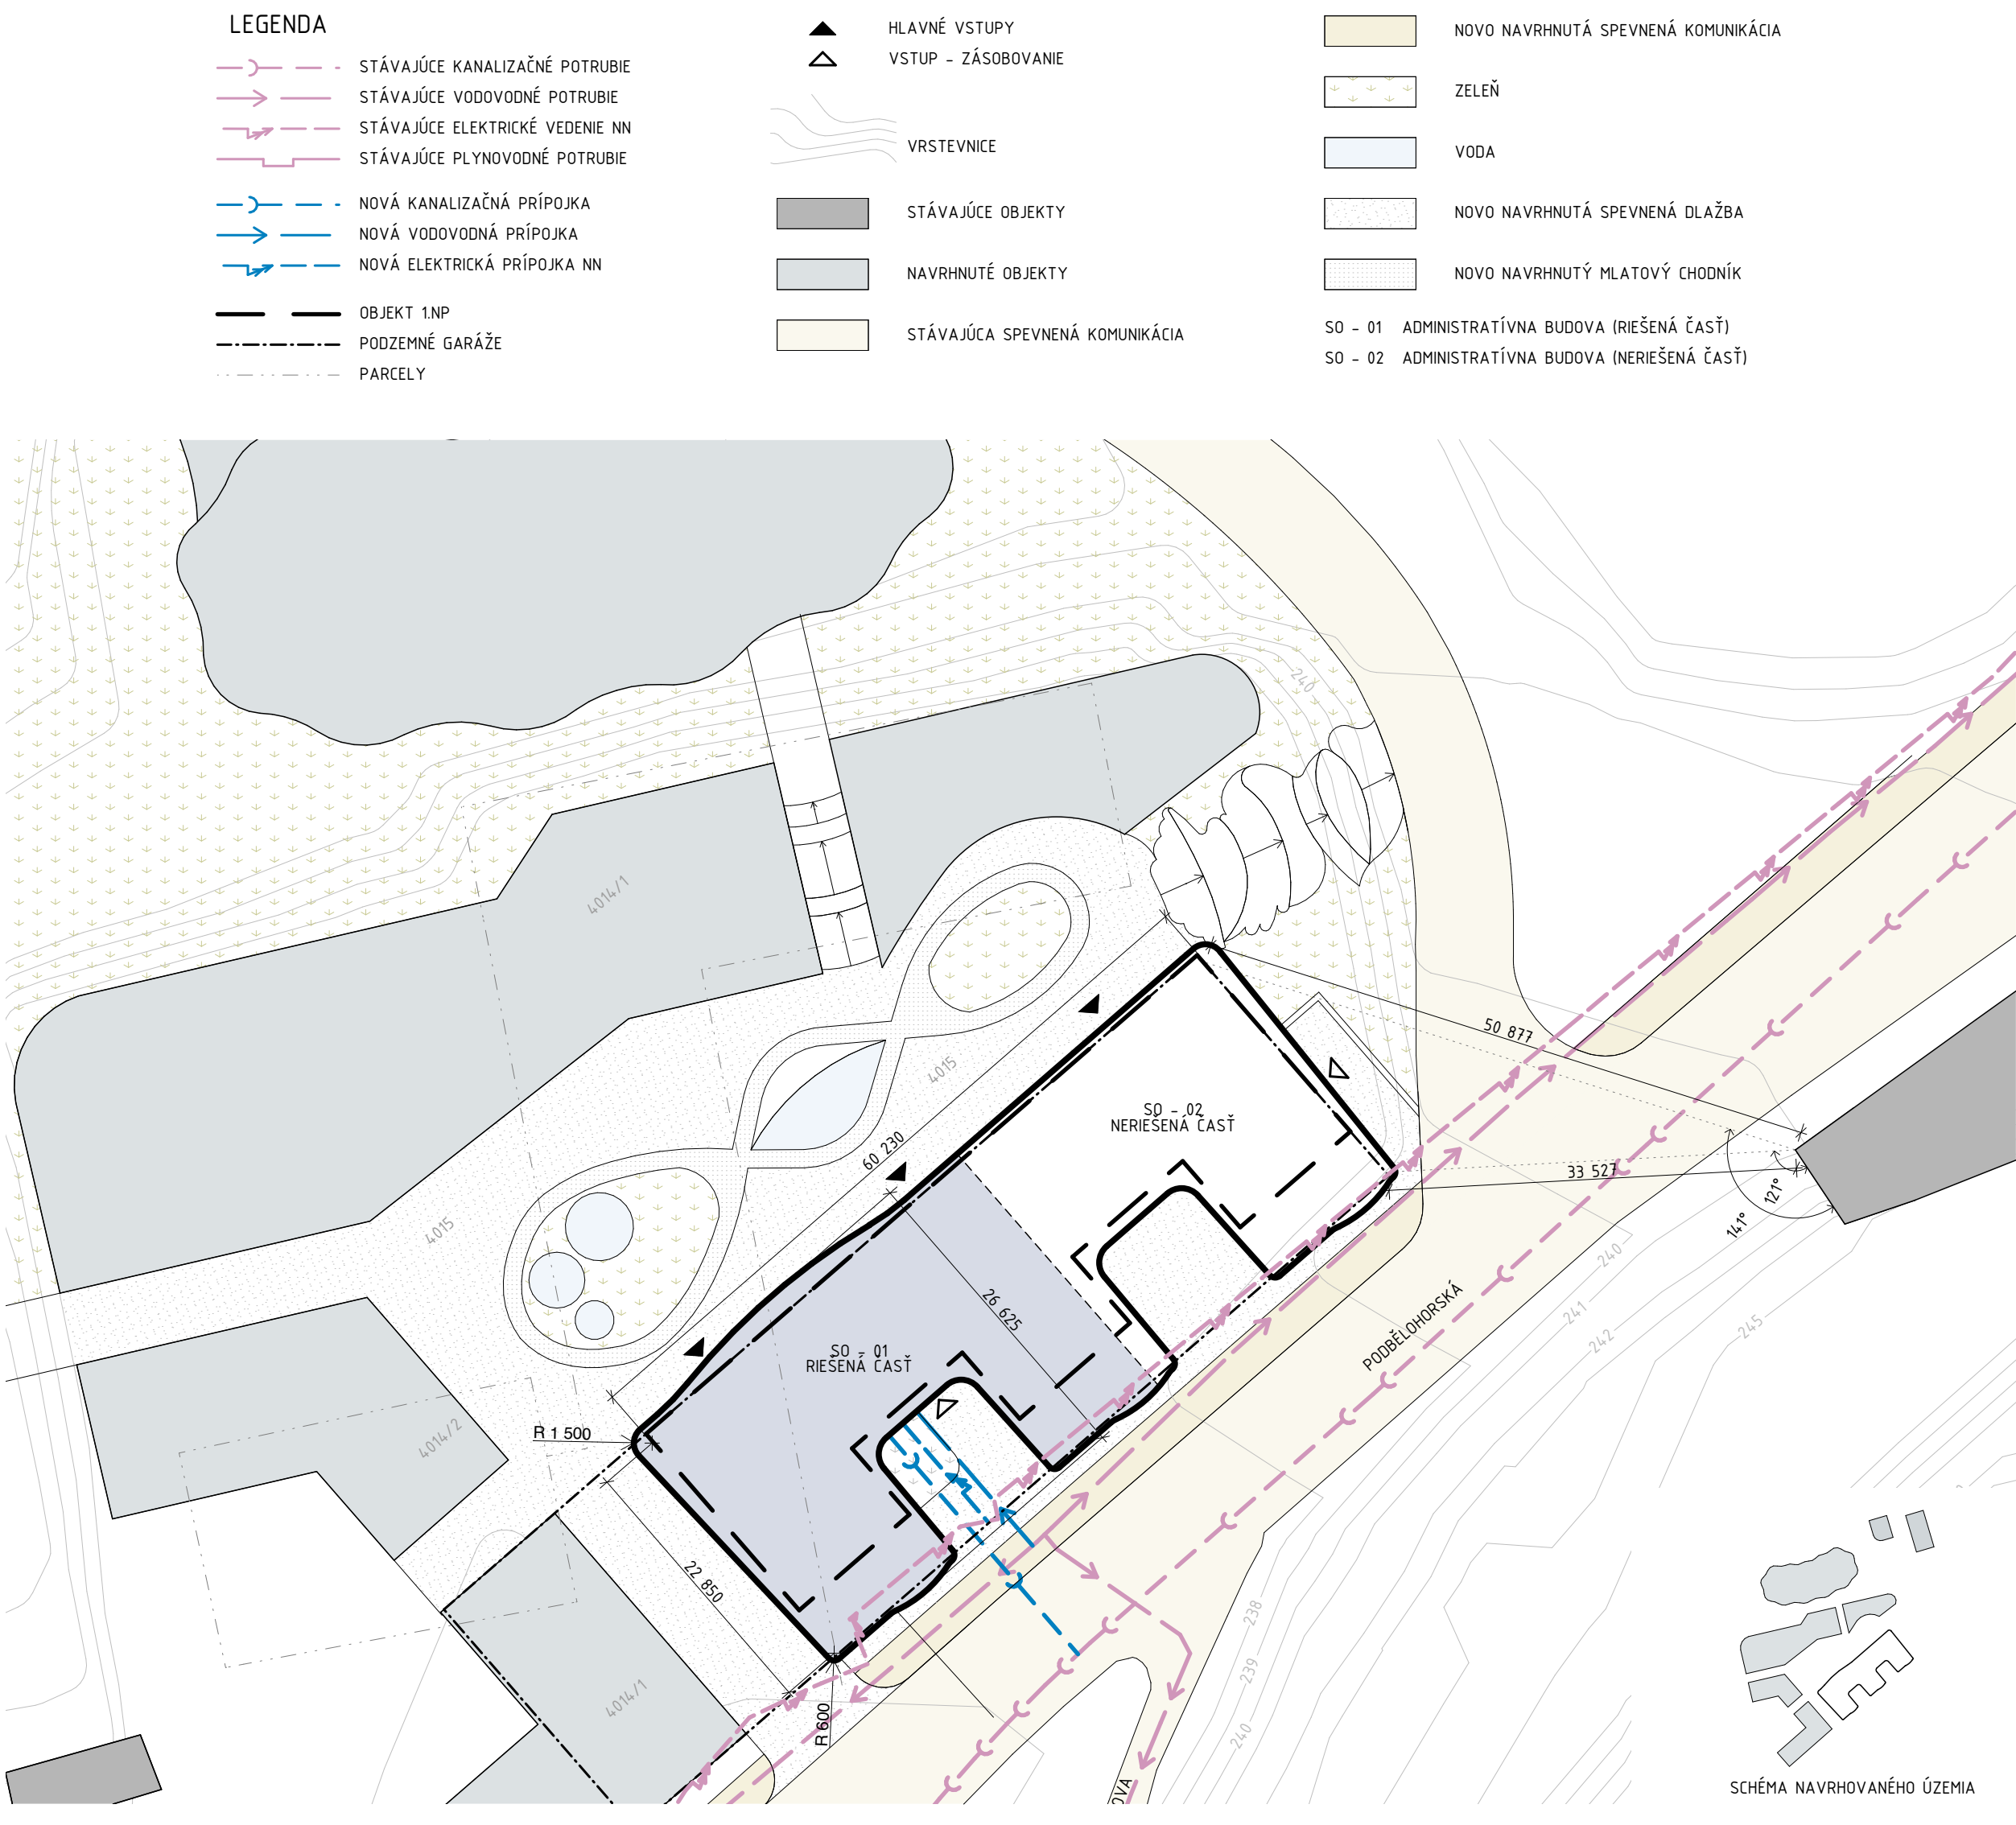 LEGENDA
STÁVAJÚCE KANALIZAČNÉ POTRUBIE
STÁVAJÚCE VODOVODNÉ POTRUBIE
STÁVAJÚCE ELEKTRICKÉ VEDENIE NN
STÁVAJÚCE PLYNOVODNÉ POTRUBIE
NOVÁ KANALIZAČNÁ PRÍPOJKA
NOVÁ VODOVODNÁ PRÍPOJKA
NOVÁ ELEKTRICKÁ PRÍPOJKA NN
OBJEKT 1.NP
PODZEMNÉ GARÁŽE
PARCELY
HLAVNÉ VSTUPY
VSTUP - ZÁSOBOVANIE
VRSTEVNICE
STÁVAJÚCE OBJEKTY
NAVRHNUTÉ OBJEKTY
STÁVAJÚCA SPEVNENÁ KOMUNIKÁCIA
NOVO NAVRHNUTÁ SPEVNENÁ KOMUNIKÁCIA
ZELEŇ
VODA
NOVO NAVRHNUTÁ SPEVNENÁ DLAŽBA
NOVO NAVRHNUTÝ MLATOVÝ CHODNÍK
SO - 01 ADMINISTRATÍVNA BUDOVA (RIEŠENÁ ČASŤ)
SO - 02 ADMINISTRATÍVNA BUDOVA (NERIEŠENÁ ČASŤ)
240
4014/1
50 877
4015
SO - 02
NERIEŠENÁ ČASŤ
60 230
33 527
121°
141°
4015
240
26 625
241
PODBĚLOHORSKÁ
242
245
SO - 01
RIEŠENÁ ČASŤ
R 1 500
4014/2
22 850
238
239
4014/1
R 600
240
OVA
SCHÉMA NAVRHOVANÉHO ÚZEMIA